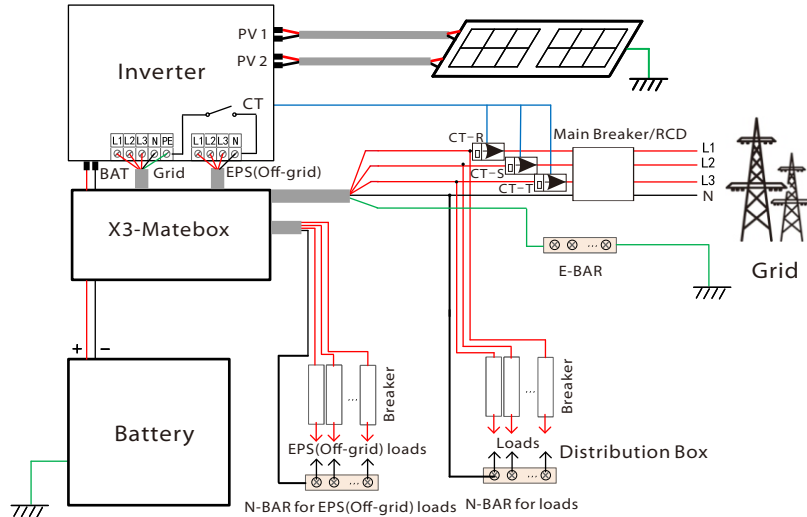 PV 1
PV 2
Inverter
CT
L1 L2 L3 N PE
L1 L2 L3 N
BAT
Grid
EPS(Off-grid)
CT-R
CT-S
CT-T
Main Breaker/RCD
L1
L2
L3
N
X3-Matebox
E-BAR
Grid
+ −
Battery
...
Breaker
EPS(Off-grid) loads
...
N-BAR for EPS(Off-grid) loads
...
Breaker
Loads
Distribution Box
...
N-BAR for loads
...